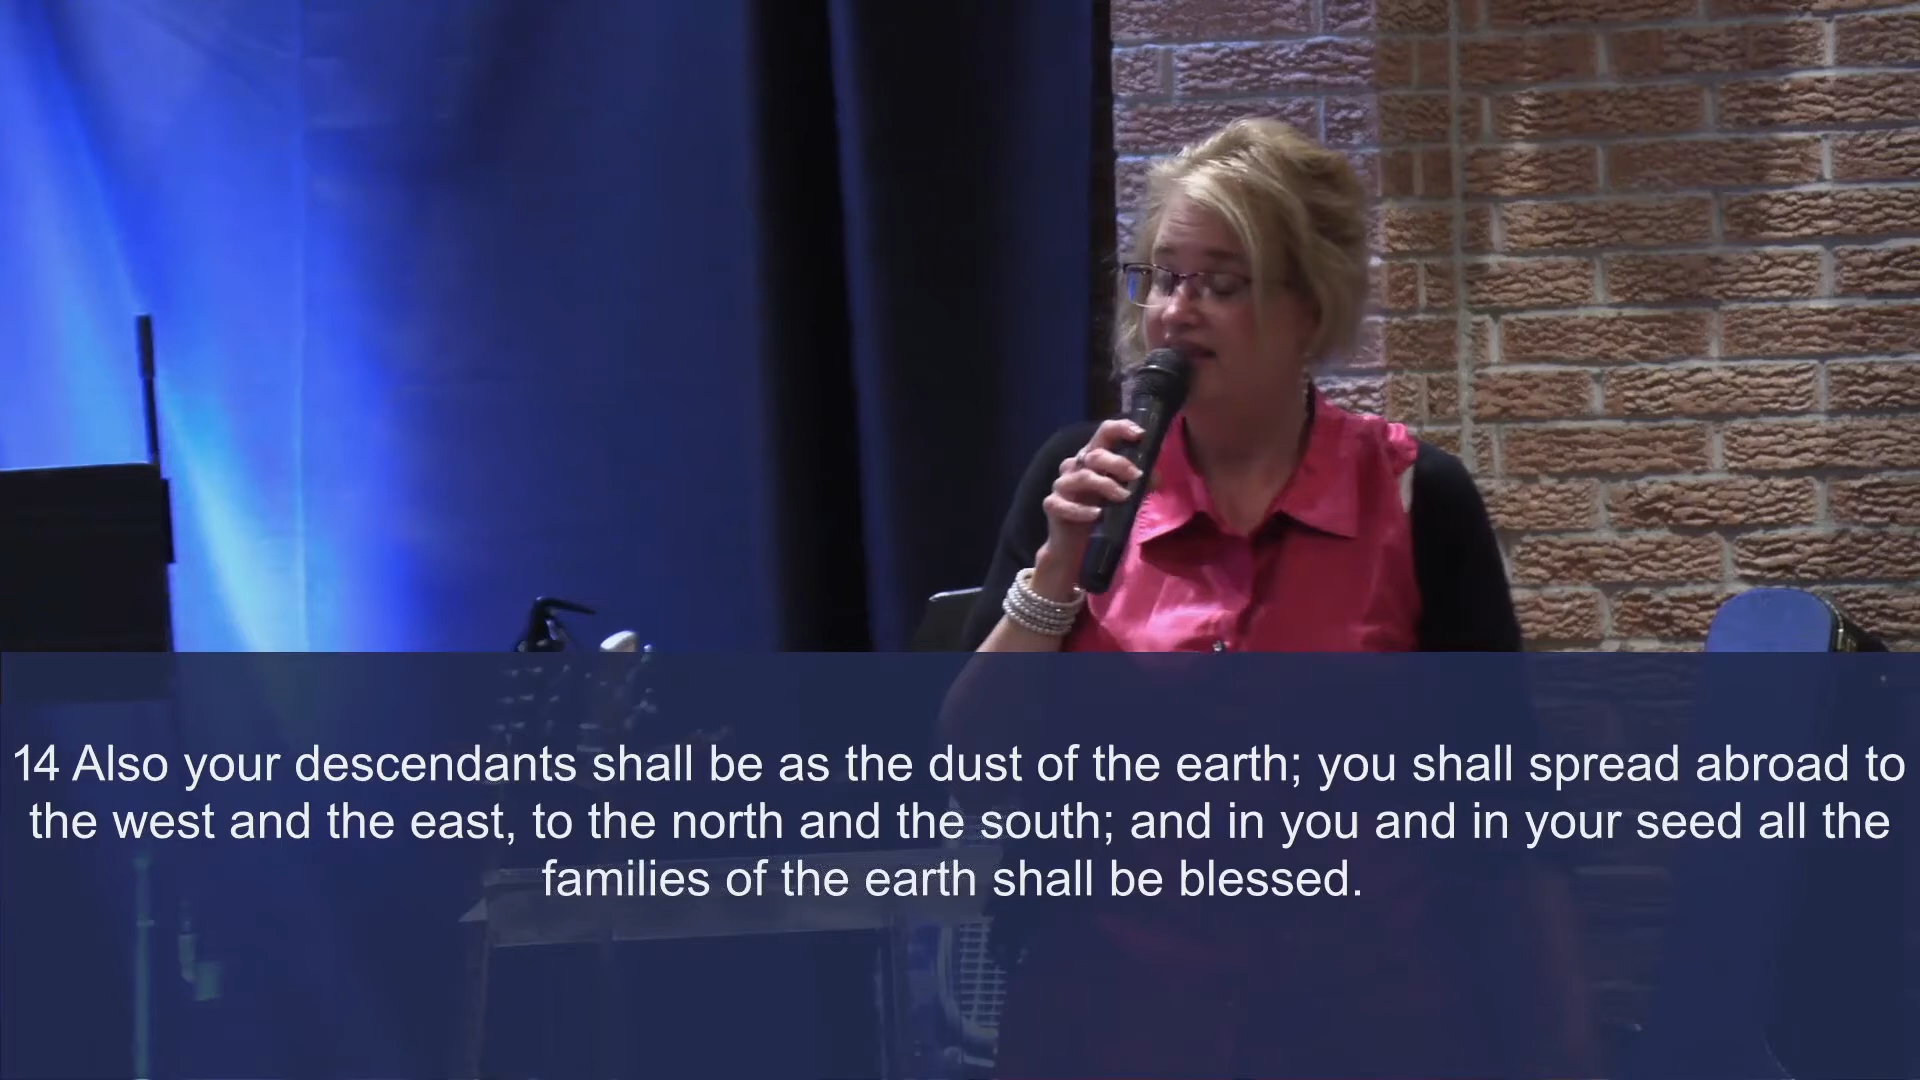 14 Also your descendants shall be as the dust of the earth; you shall spread abroad to
the west and the east, to the north and the south; and in you and in your seed all the
families of the earth shall be blessed.